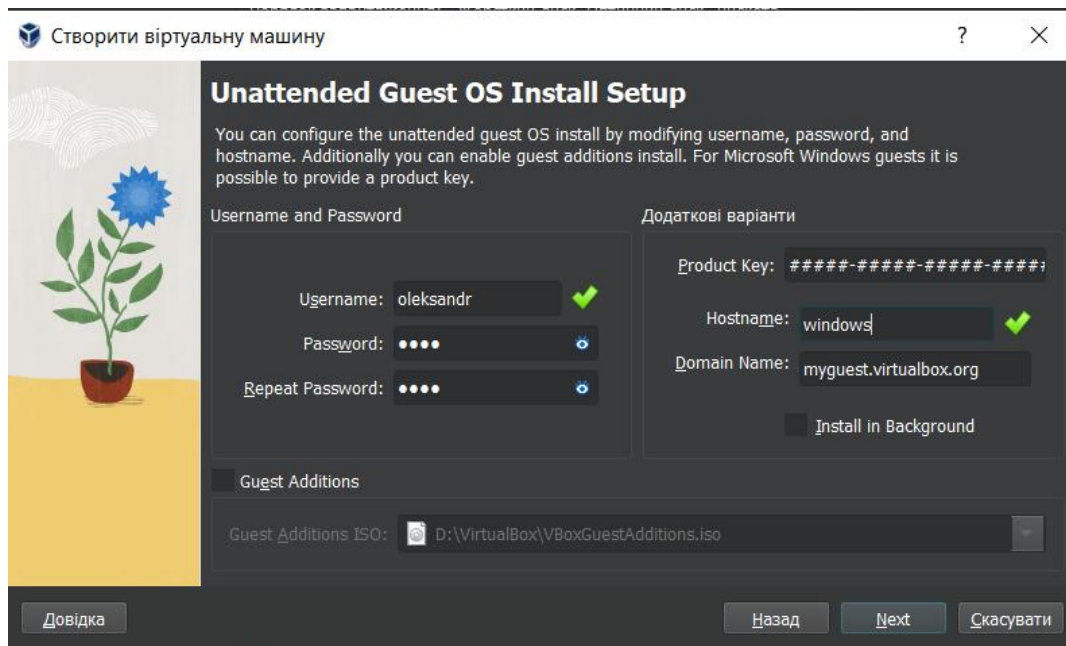 Створити віртуальну машину
?
Unattended Guest OS Install Setup
You can configure the unattended guest OS install by modifying username, password, and
hostname. Additionally you can enable guest additions install. For Microsoft Windows guests it is
possible to provide a product key.
Username and Password
Username: oleksandr
Password: ●●●●
Repeat Password: ●●●●
Додаткові варіанти
Product Key: #####-#####-#####-#####
Hostname: windows
Domain Name: myguest.virtualbox.org
Install in Background
Guest Additions
Guest Additions ISO: D:\VirtualBox\VBoxGuestAdditions.iso
Довідка
Назад
Next
Скасувати